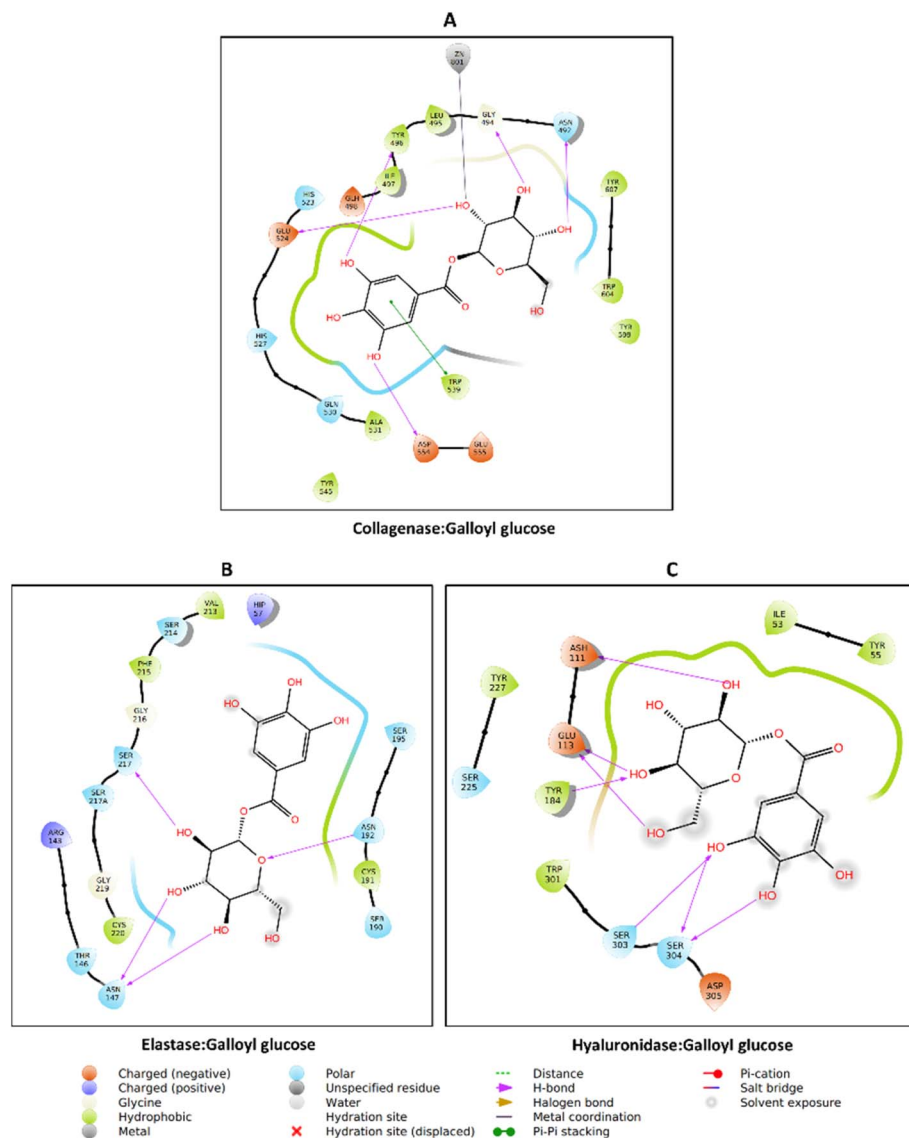 A
ZN
801
LEU
495
GLY
494
ASN
492
TYR
496
ILE
497
GLH
498
HIS
523
GLU
524
TYR
607
OH
HO
OH
HO
O
O
O
HO
HO
HO
TRP
604
TYR
599
HIS
527
GLN
530
ALA
531
TRP
539
ASP
554
GLU
555
TYR
545
Collagenase:Galloyl glucose
B
VAL
213
HIP
57
SER
214
PHE
215
GLY
216
SER
217
SER
217A
ARG
143
GLY
219
CYS
220
THR
146
ASN
147
OH
HO
OH
O
O
HO
O
HO
OH
HO
SER
195
ASN
192
CYS
191
SER
190
Elastase:Galloyl glucose
C
ILE
53
TYR
55
ASH
111
TYR
227
GLU
113
SER
225
TYR
184
OH
HO
O
O
HO
O
HO
HO
OH
HO
TRP
301
SER
303
SER
304
ASP
305
Hyaluronidase:Galloyl glucose
Charged (negative)
Charged (positive)
Glycine
Hydrophobic
Metal
Polar
Unspecified residue
Water
Hydration site
Hydration site (displaced)
Distance
H-bond
Halogen bond
Metal coordination
Pi-Pi stacking
Pi-cation
Salt bridge
Solvent exposure